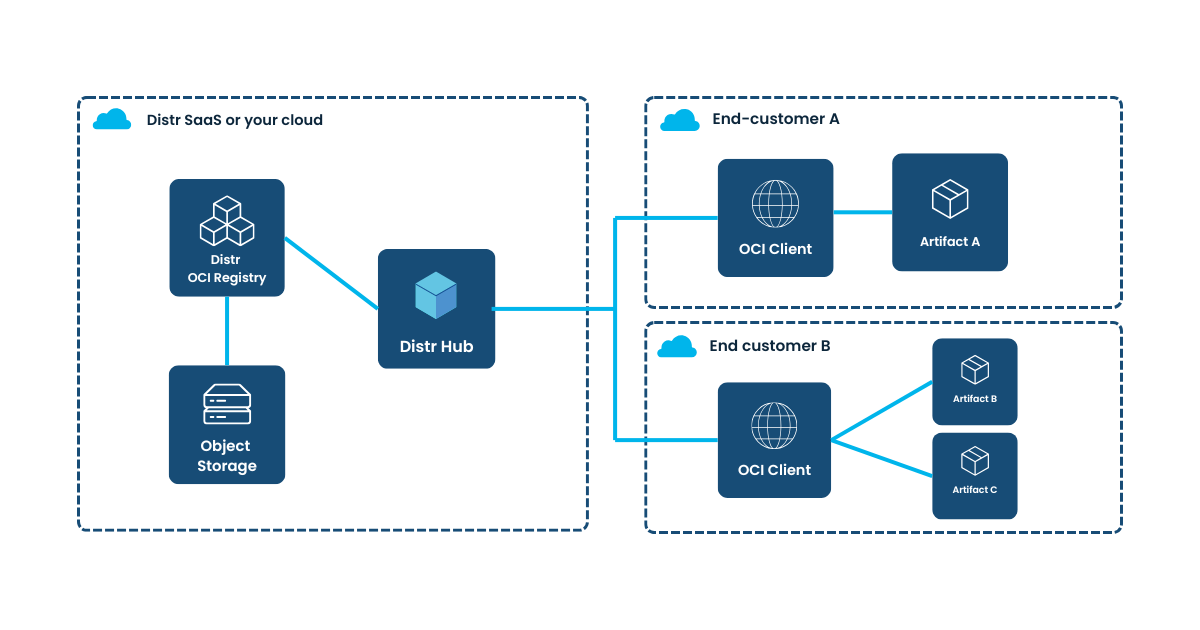 Distr SaaS or your cloud
Distr
OCI Registry
Object
Storage
Distr Hub
End-customer A
OCI Client
Artifact A
End customer B
OCI Client
Artifact B
Artifact C